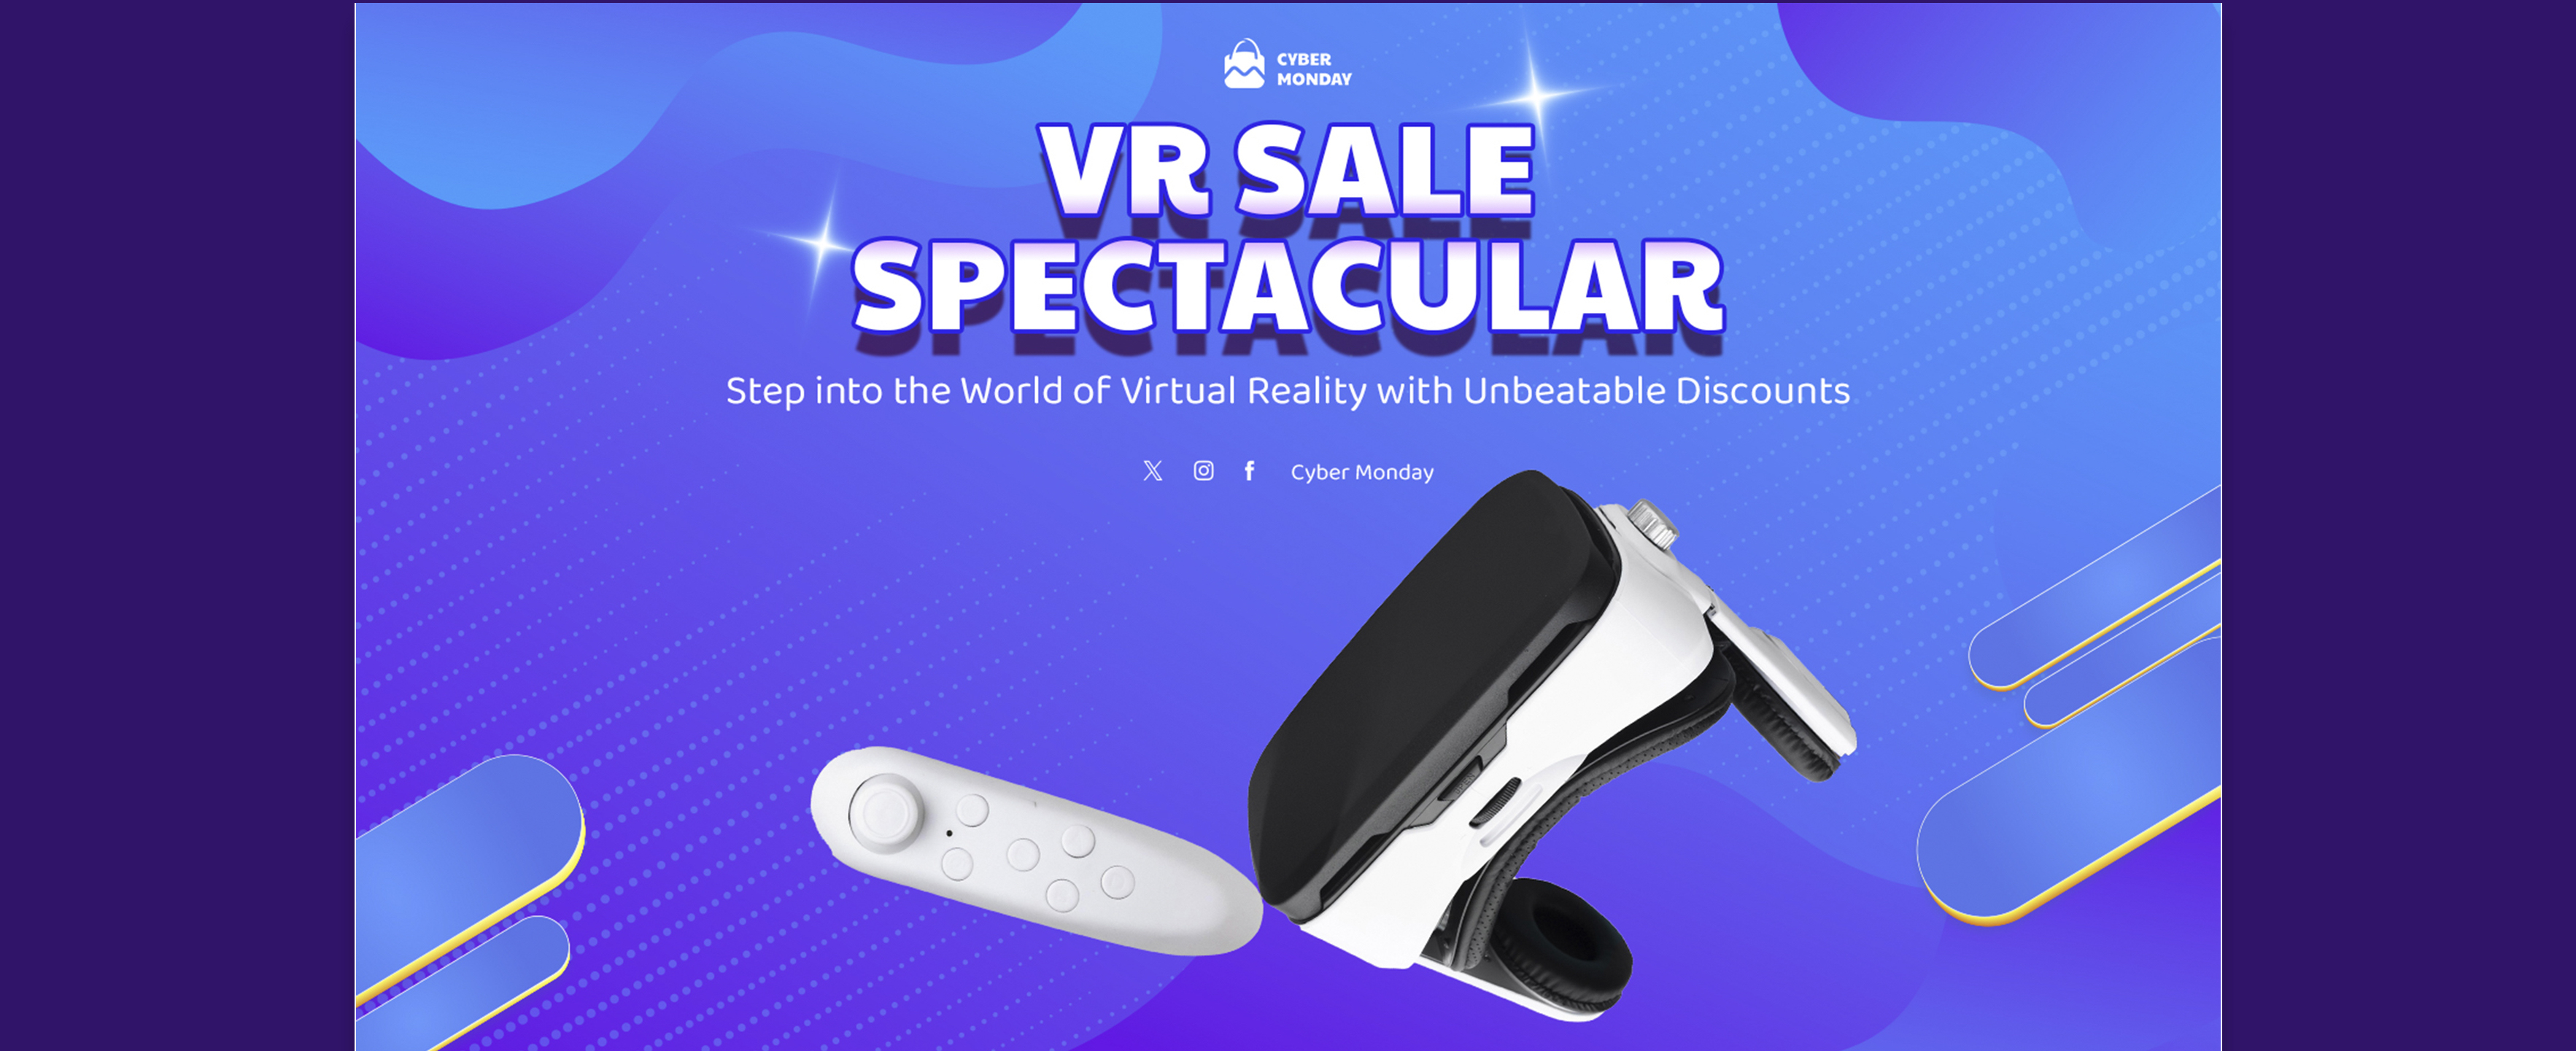 CYBER
MONDAY
VR SALE
SPECTACULAR
Step into the World of Virtual Reality with Unbeatable Discounts
Cyber Monday